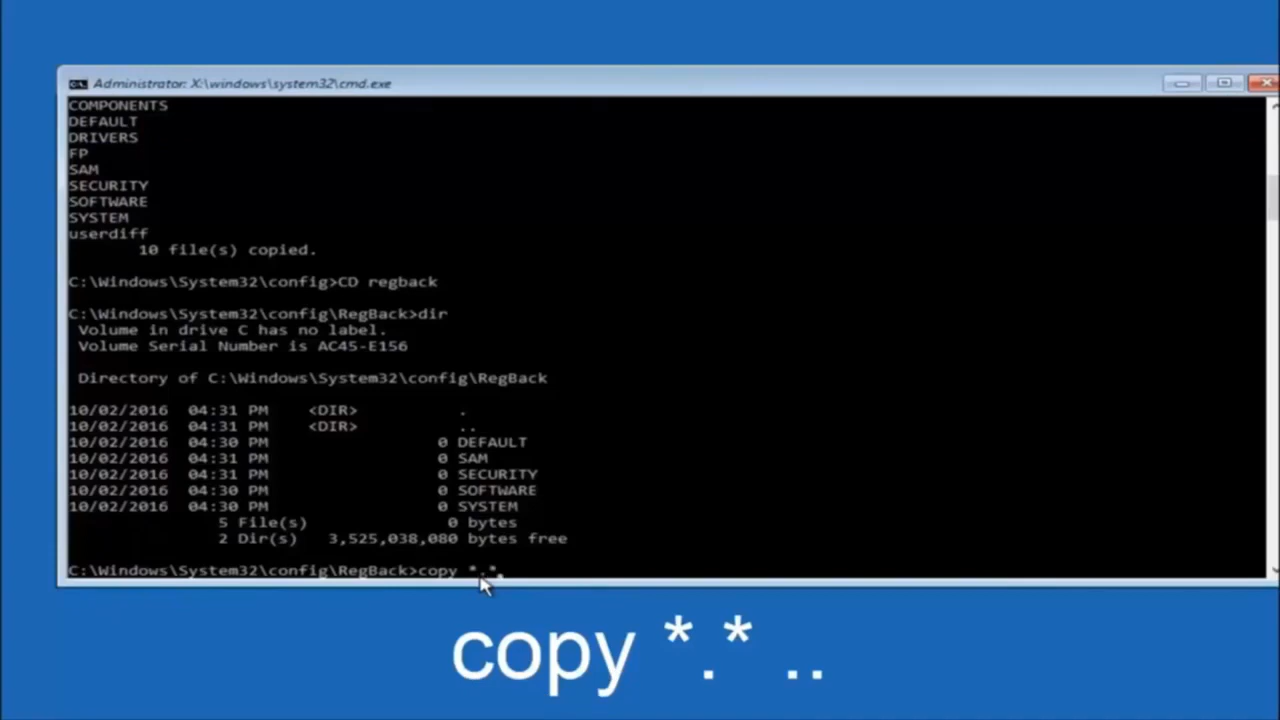 Administrator: X:\windows\system32\cmd.exe
COMPONENTS
DEFAULT
DRIVERS
FP
SAM
SECURITY
SOFTWARE
SYSTEM
userdiff
10 file(s) copied.
C:\Windows\System32\config>CD regback
C:\Windows\System32\config\RegBack>dir
Volume in drive C has no label.
Volume Serial Number is AC45-E156
Directory of C:\Windows\System32\config\RegBack
10/02/2016 04:31 PM <DIR> .
10/02/2016 04:31 PM <DIR> ..
10/02/2016 04:30 PM 0 DEFAULT
10/02/2016 04:31 PM 0 SAM
10/02/2016 04:31 PM 0 SECURITY
10/02/2016 04:30 PM 0 SOFTWARE
10/02/2016 04:30 PM 0 SYSTEM
5 File(s) 0 bytes
2 Dir(s) 3,525,038,080 bytes free
C:\Windows\System32\config\RegBack>copy *.*
copy *.* ..